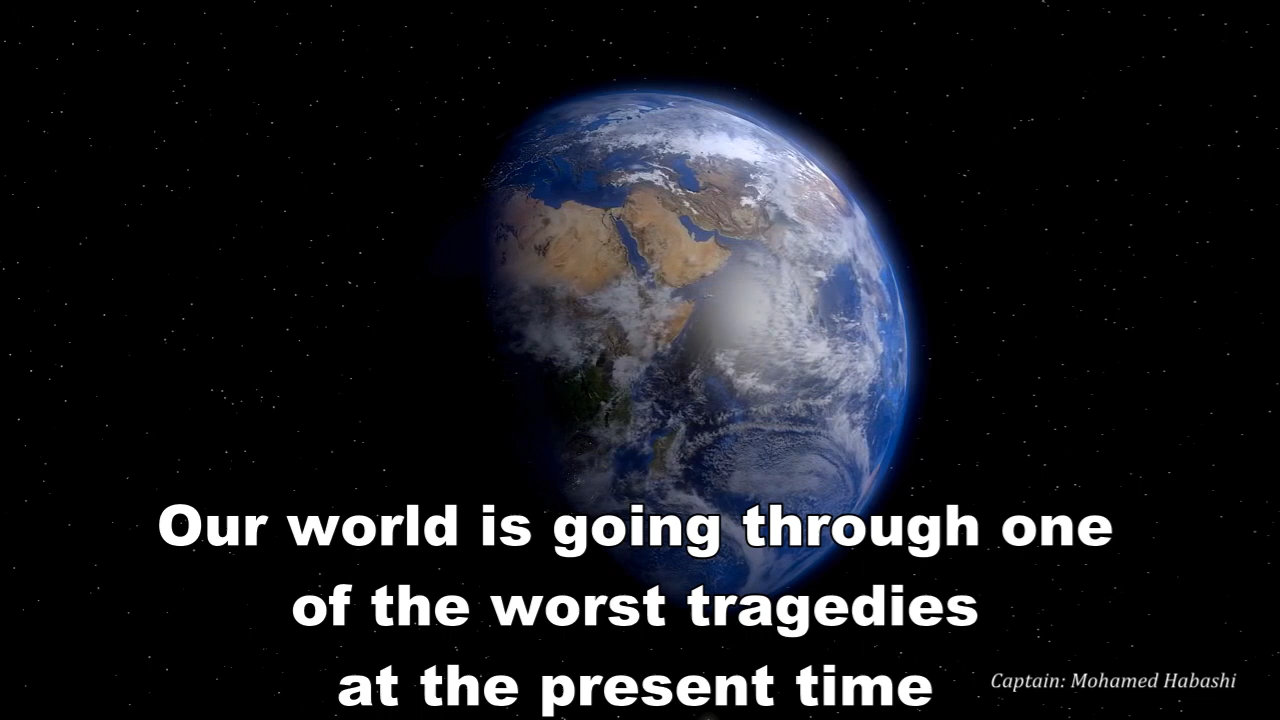 Our world is going through one
of the worst tragedies
at the present time
Captain: Mohamed Habashi